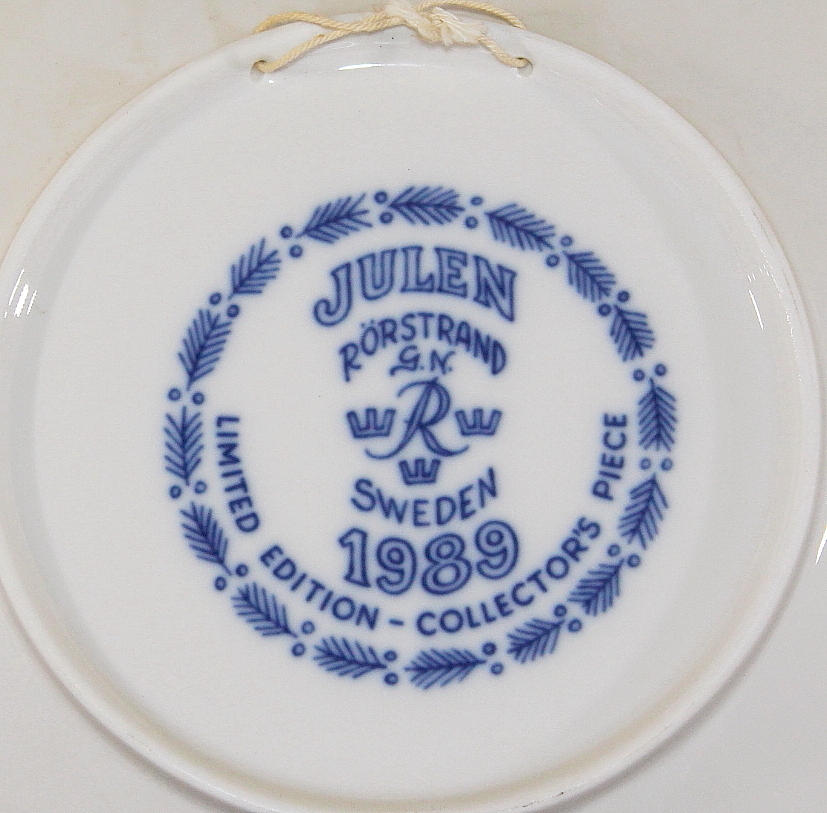 JULEN
RÖRSTRAND
G.N.
R
SWEDEN
1989
LIMITED EDITION - COLLECTOR'S PIECE